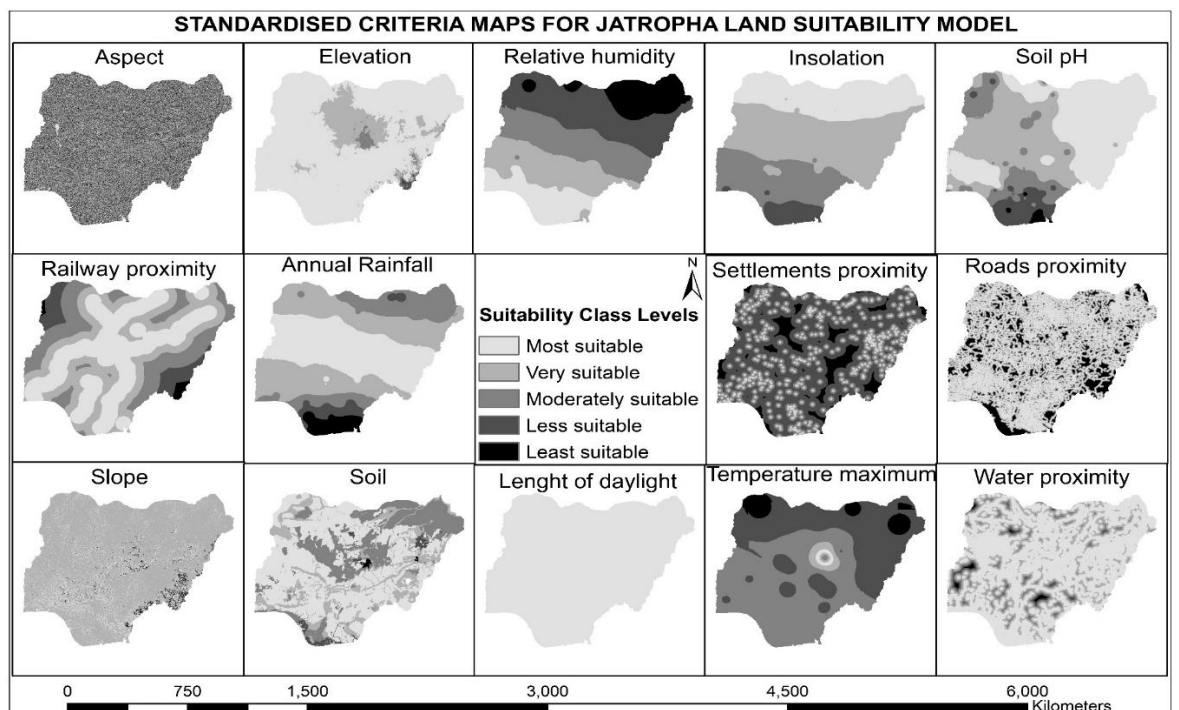 STANDARDISED CRITERIA MAPS FOR JATROPHA LAND SUITABILITY MODEL
Aspect
Elevation
Relative humidity
Insolation
Soil pH
Railway proximity
Annual Rainfall
N
Suitability Class Levels
Most suitable
Very suitable
Moderately suitable
Less suitable
Least suitable
Settlements proximity
Roads proximity
Slope
Soil
Lenght of daylight
Temperature maximum
Water proximity
0 750 1,500 3,000 4,500 6,000
Kilometers